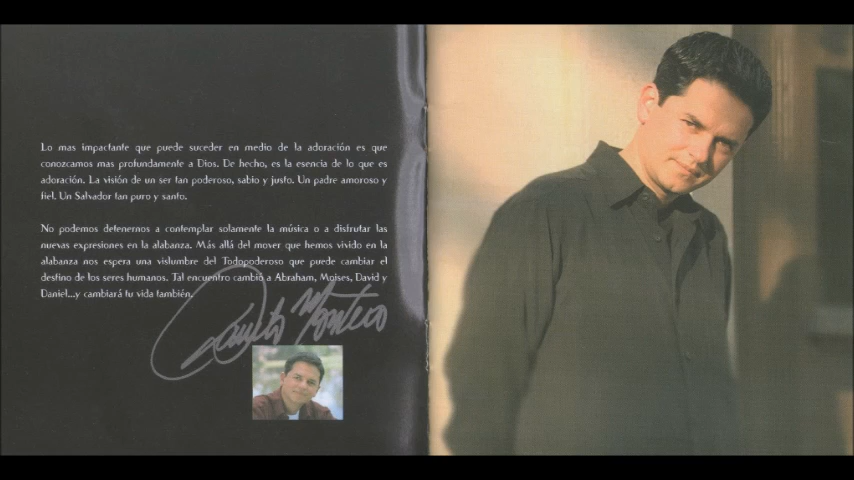 Lo mas impactante que puede suceder en medio de la adoración es que
conozcamos mas profundamente a Dios. De hecho, es la esencia de lo que es
adoración. La visión de un ser tan poderoso, sabio y justo. Un padre amoroso y
fiel. Un Salvador tan puro y santo.
No podemos detenernos a contemplar solamente la música o a disfrutar las
nuevas expresiones en la alabanza. Más allá del mover que hemos vivido en la
alabanza nos espera una vislumbre del Todopoderoso que puede cambiar el
destino de los seres humanos. Tal encuentro cambió a Abraham, Moises, David y
Daniel...y cambiará tu vida también.